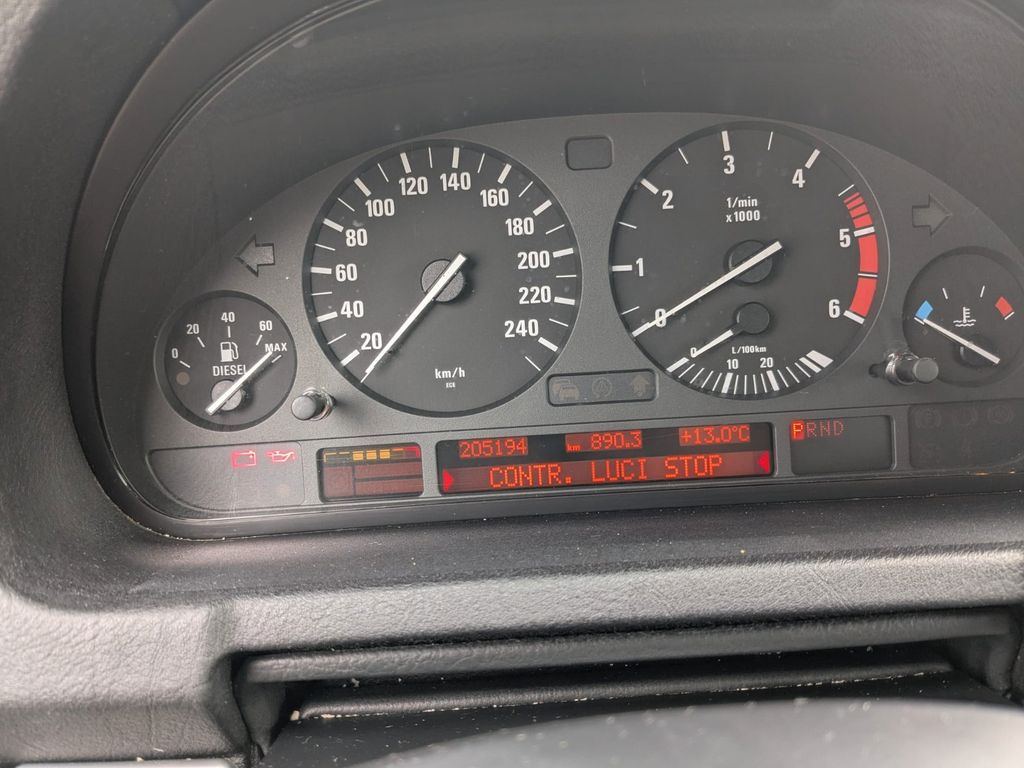 20 40 60 80 100 120 140 160 180 200 220 240
km/h
ECE
0 1 2 3 4 5 6
1/min
x1000
0 10 20
L/100km
0 20 40 60
MAX
DIESEL
205194 km 890.3 +13.0°C
CONTR. LUCI STOP
PRND